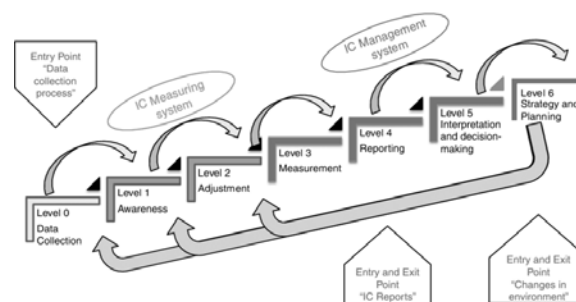 Entry Point
"Data
collection
process"
IC Measuring
system
IC Management
system
Level 0
Data
Collection
Level 1
Awareness
Level 2
Adjustment
Level 3
Measurement
Level 4
Reporting
Level 5
Interpretation
and decision-
making
Level 6
Strategy and
Planning
Entry and Exit
Point
"IC Reports"
Entry and Exit
Point
"Changes in
environment"